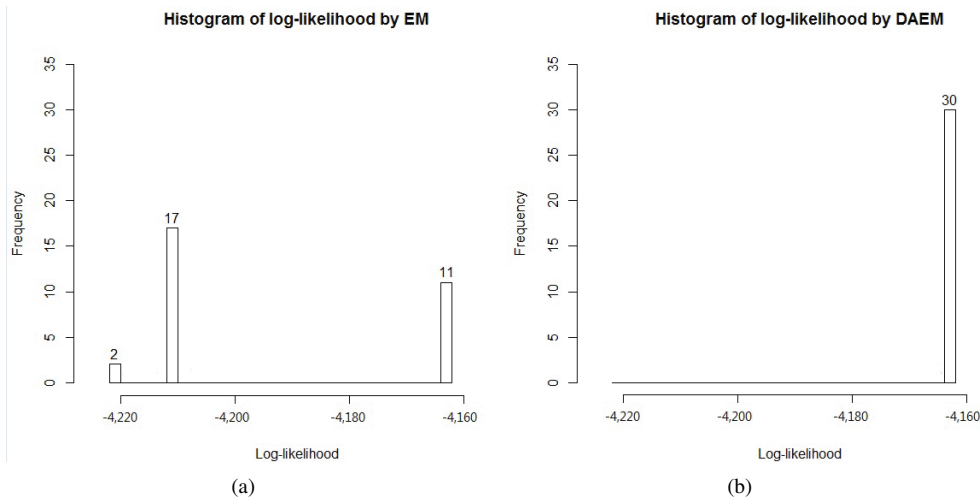 Histogram of log-likelihood by EM
35
30
25
20
15
10
5
0
Frequency
2
17
11
-4,220 -4,200 -4,180 -4,160
Log-likelihood
(a)
Histogram of log-likelihood by DAEM
35
30
25
20
15
10
5
0
Frequency
30
-4,220 -4,200 -4,180 -4,160
Log-likelihood
(b)